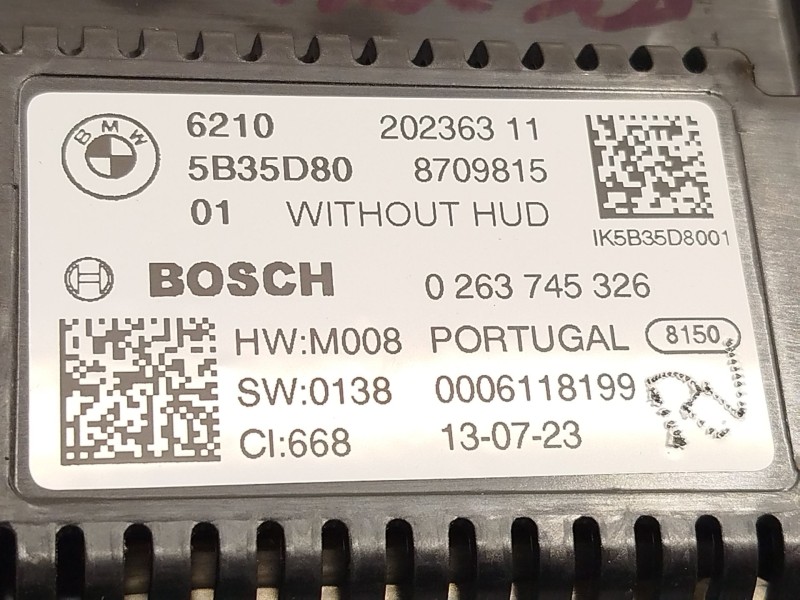 BMW
6210 202363 11
5B35D80 8709815
01 WITHOUT HUD
IK5B35D8001
BOSCH 0 263 745 326
HW:M008 PORTUGAL 8150
SW:0138 0006118199
CI:668 13-07-23